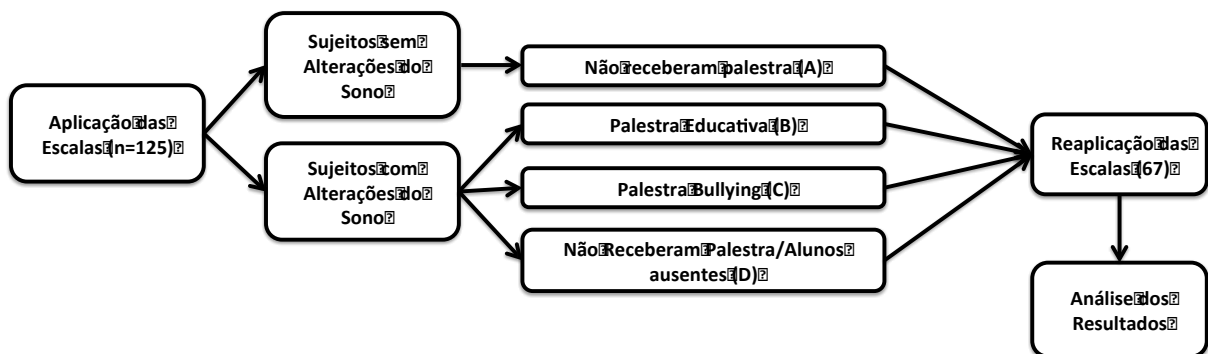 Aplicação das
Escalas (n=125)
Sujeitos sem
Alterações do
Sono
Sujeitos com
Alterações do
Sono
Não receberam palestra (A)
Palestra Educativa (B)
Palestra Bullying (C)
Não Receberam Palestra/Alunos
ausentes (D)
Reaplicação das
Escalas (67)
Análise dos
Resultados